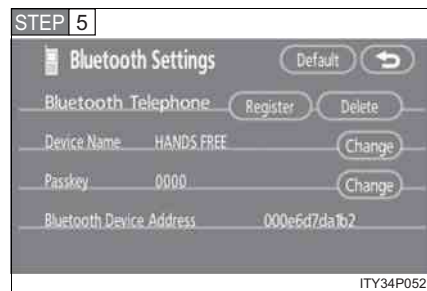 STEP 5
Bluetooth Settings Default
Bluetooth Telephone Register Delete
Device Name HANDS FREE Change
Passkey 0000 Change
Bluetooth Device Address 000e6d7da1b2
ITY34P052